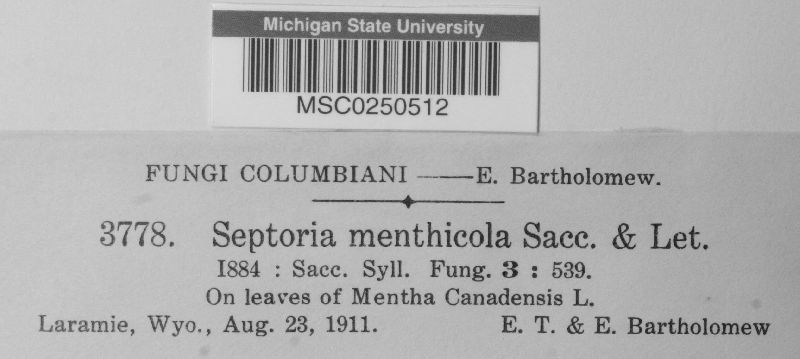 Michigan State University
MSC0250512
FUNGI COLUMBIANI —— E. Bartholomew.
3778. Septoria menthicola Sacc. & Let.
1884 : Sacc. Syll. Fung. 3 : 539.
On leaves of Mentha Canadensis L.
Laramie, Wyo., Aug. 23, 1911. E. T. & E. Bartholomew